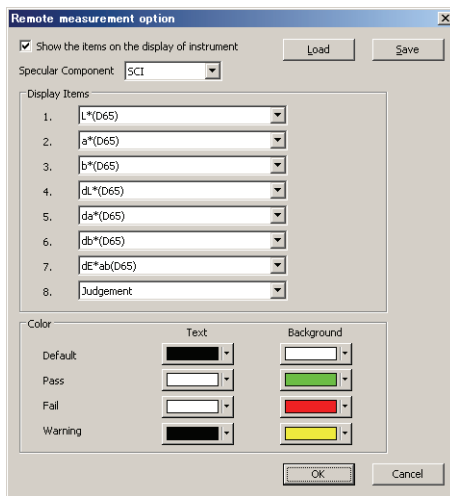 Remote measurement option
Show the items on the display of instrument
Load
Save
Specular Component
SCI
Display Items
1. L*(D65)
2. a*(D65)
3. b*(D65)
4. dL*(D65)
5. da*(D65)
6. db*(D65)
7. dE*ab(D65)
8. Judgement
Color
Text Background
Default
Pass
Fail
Warning
OK Cancel